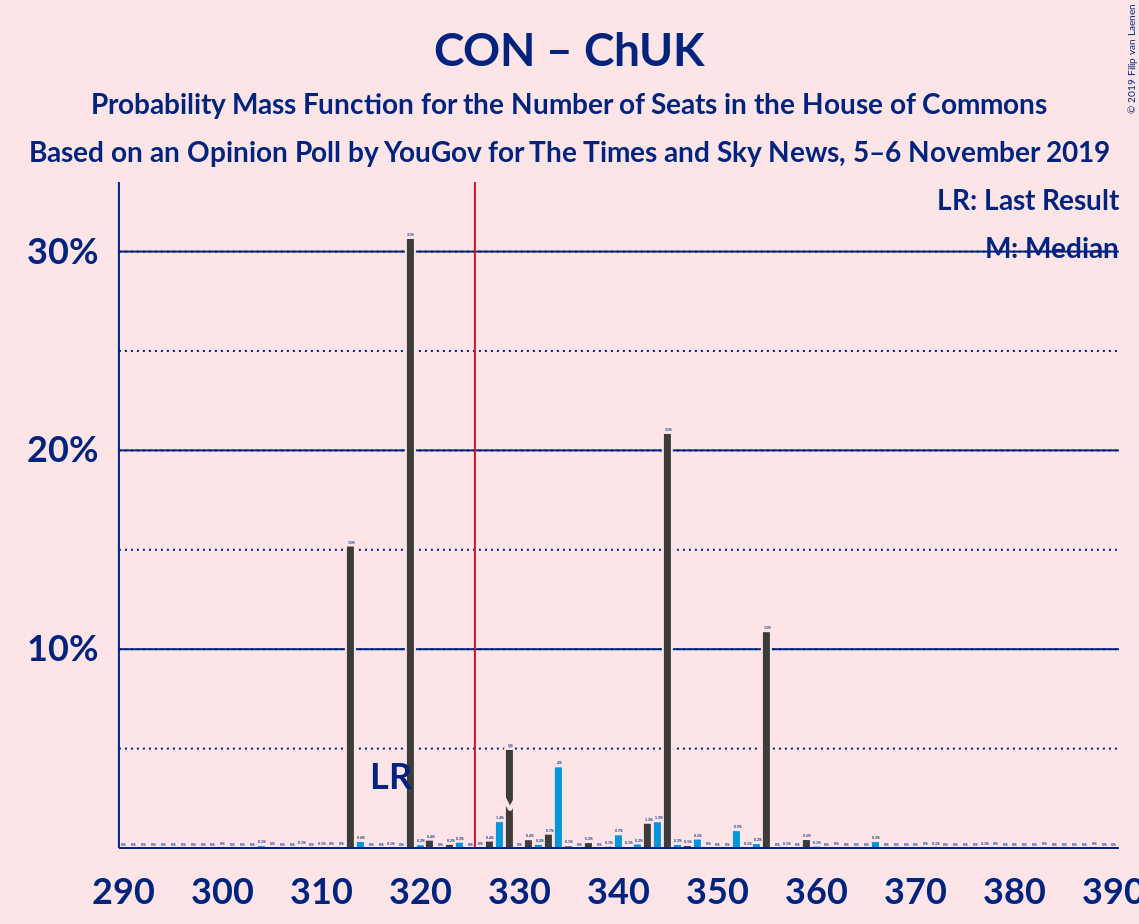 CON – ChUK
Probability Mass Function for the Number of Seats in the House of Commons
Based on an Opinion Poll by YouGov for The Times and Sky News, 5–6 November 2019
© 2019 Filip van Laenen
LR: Last Result
M: Median
30%
20%
10%
LR
290 300 310 320 330 340 350 360 370 380 390